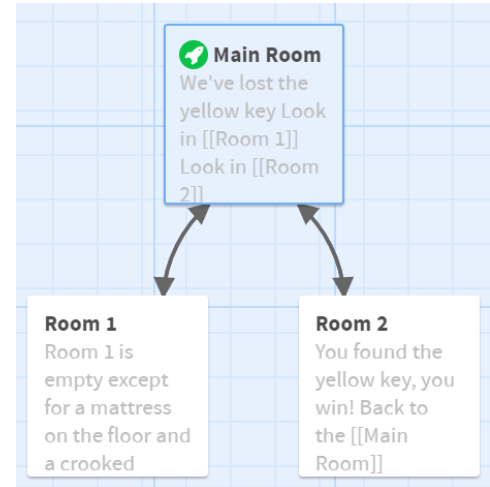 Main Room
We've lost the
yellow key Look
in [[Room 1]]
Look in [[Room
2]]
Room 1
Room 1 is
empty except
for a mattress
on the floor and
a crooked
Room 2
You found the
yellow key, you
win! Back to
the [[Main
Room]]